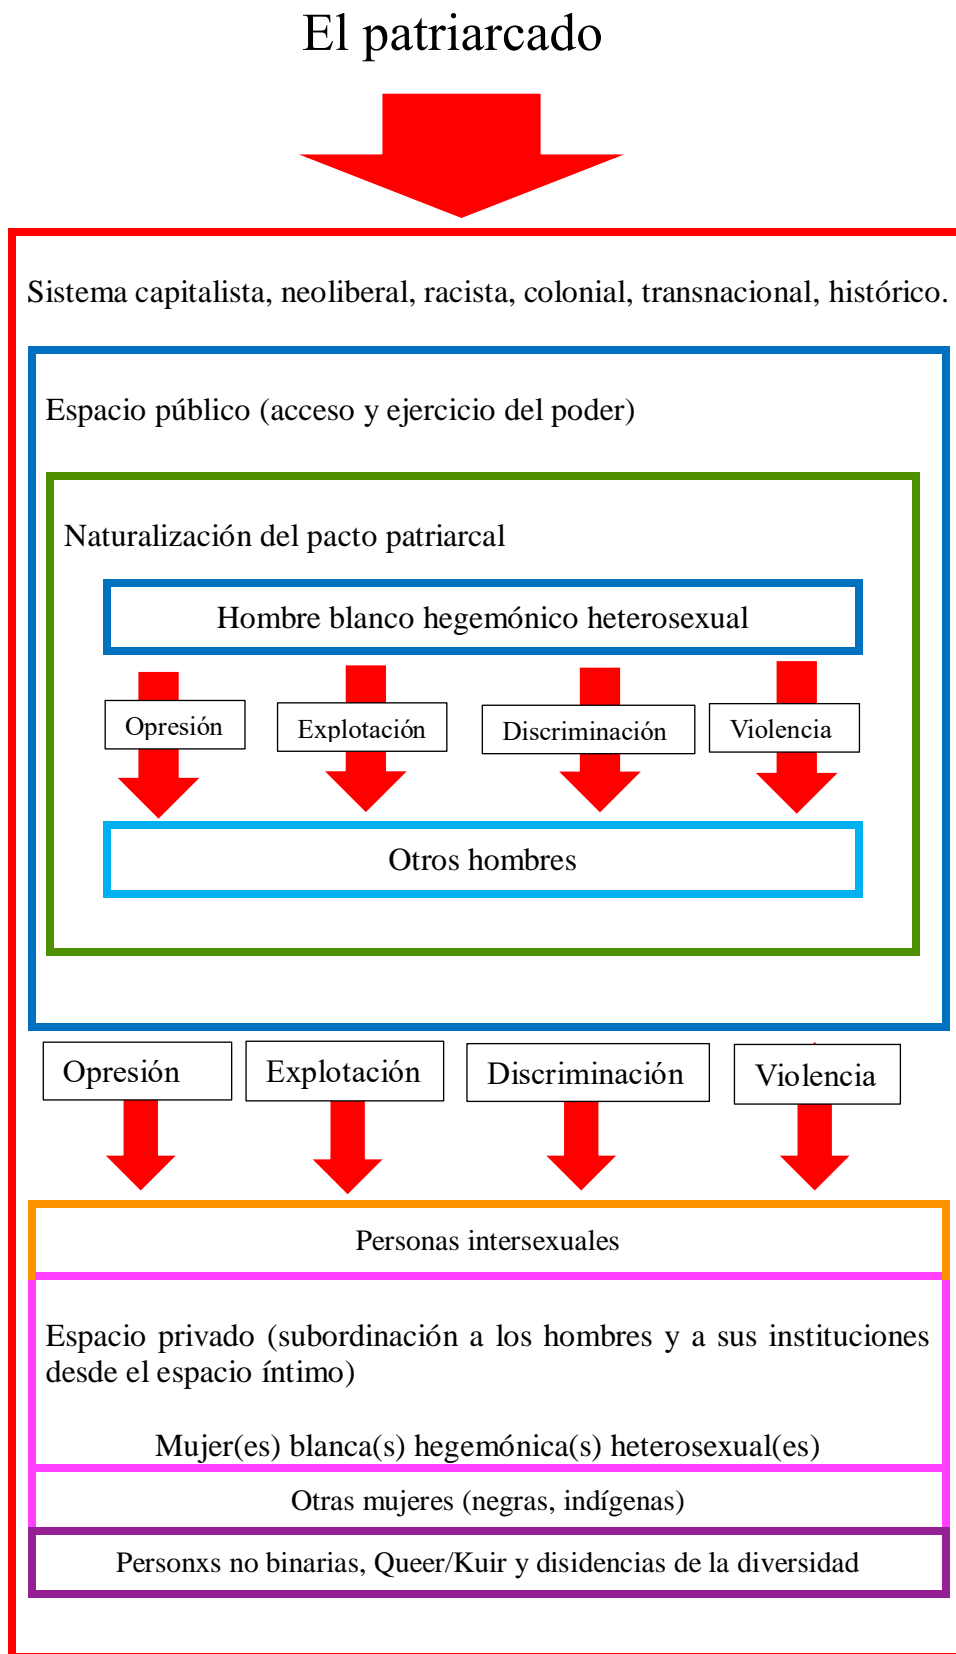 El patriarcado
Sistema capitalista, neoliberal, racista, colonial, transnacional, histórico.
Espacio público (acceso y ejercicio del poder)
Naturalización del pacto patriarcal
Hombre blanco hegemónico heterosexual
Opresión
Explotación
Discriminación
Violencia
Otros hombres
Opresión
Explotación
Discriminación
Violencia
Personas intersexuales
Espacio privado (subordinación a los hombres y a sus instituciones
desde el espacio íntimo)
Mujer(es) blanca(s) hegemónica(s) heterosexual(es)
Otras mujeres (negras, indígenas)
Personxs no binarias, Queer/Kuir y disidencias de la diversidad